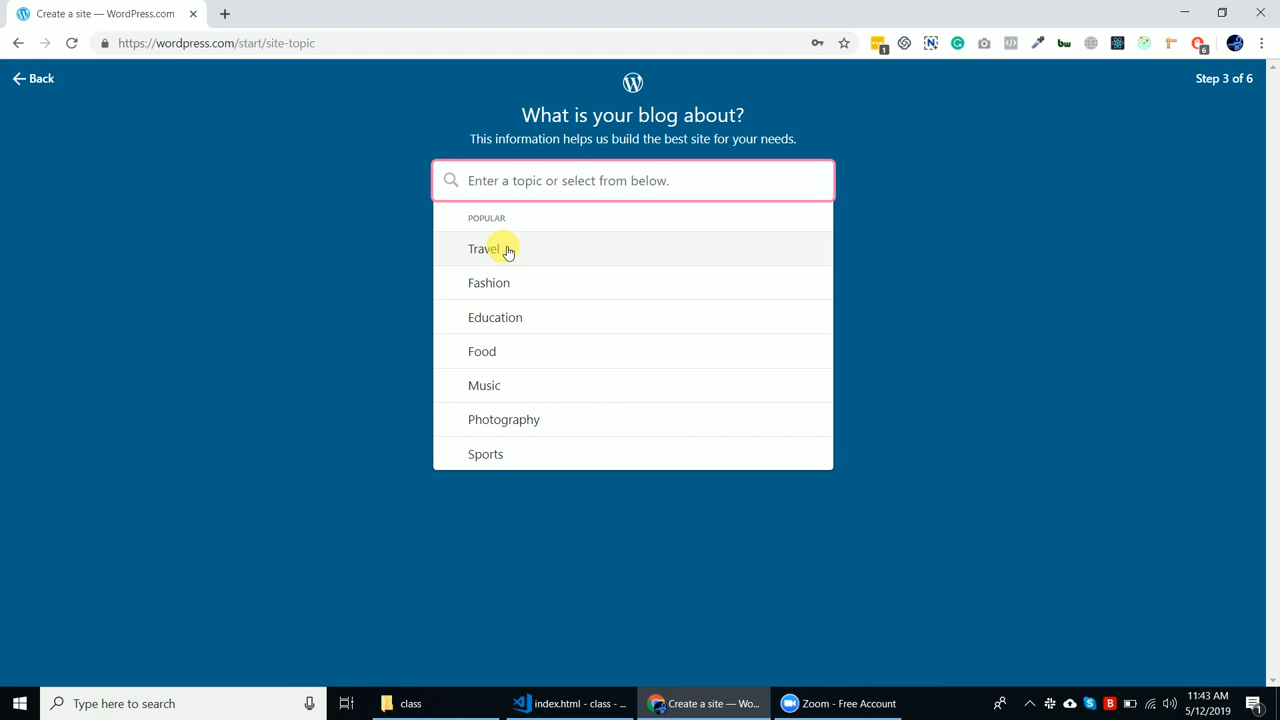 Create a site — WordPress.com
https://wordpress.com/start/site-topic
1
6
Back
Step 3 of 6
What is your blog about?
This information helps us build the best site for your needs.
Enter a topic or select from below.
POPULAR
Travel
Fashion
Education
Food
Music
Photography
Sports
Type here to search
class
index.html - class - ...
Create a site — Wo...
Zoom - Free Account
11:43 AM
5/12/2019
1